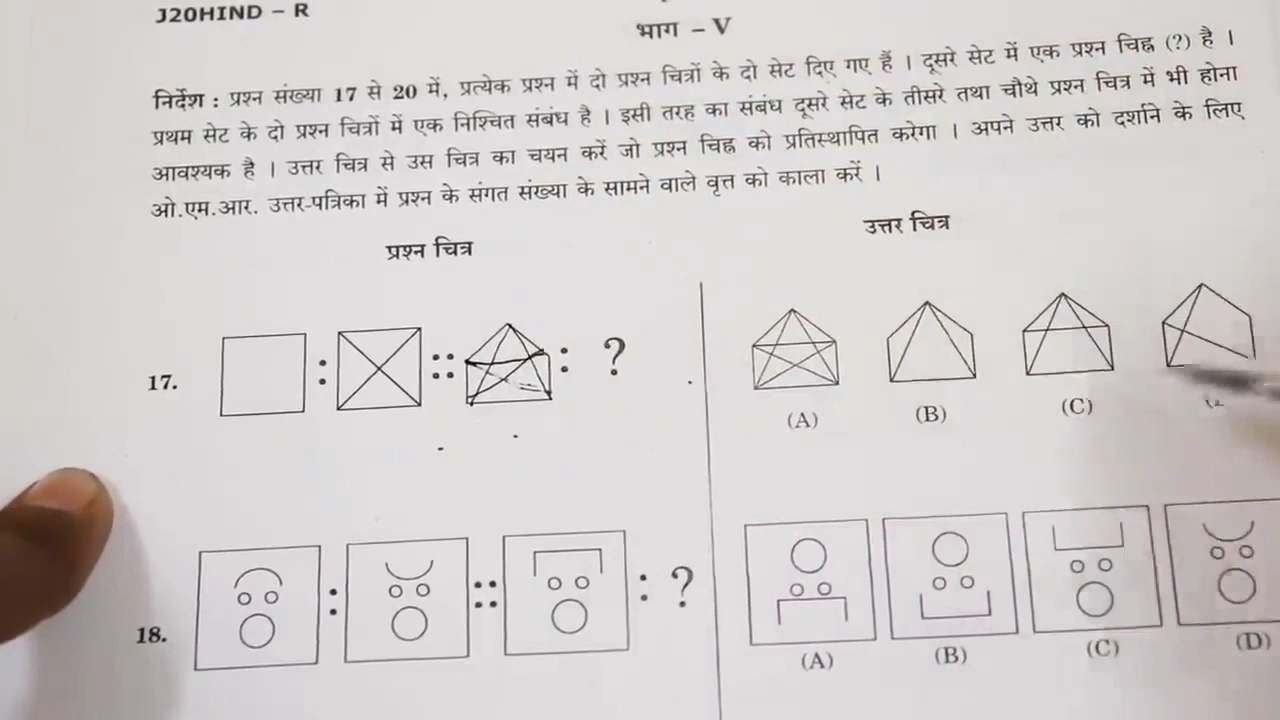 J20HIND – R
भाग – V
निर्देश : प्रश्न संख्या 17 से 20 में, प्रत्येक प्रश्न में दो प्रश्न चित्रों के दो सेट दिए गए हैं । दूसरे सेट में एक प्रश्न चिह्न (?) है ।
प्रथम सेट के दो प्रश्न चित्रों में एक निश्चित संबंध है । इसी तरह का संबंध दूसरे सेट के तीसरे तथा चौथे प्रश्न चित्र में भी होना
आवश्यक है । उत्तर चित्र से उस चित्र का चयन करें जो प्रश्न चिह्न को प्रतिस्थापित करेगा । अपने उत्तर को दर्शाने के लिए
ओ.एम.आर. उत्तर-पत्रिका में प्रश्न के संगत संख्या के सामने वाले वृत्त को काला करें ।
प्रश्न चित्र
उत्तर चित्र
17. : :: : ?
(A) (B) (C)
18. : :: : ?
(A) (B) (C) (D)